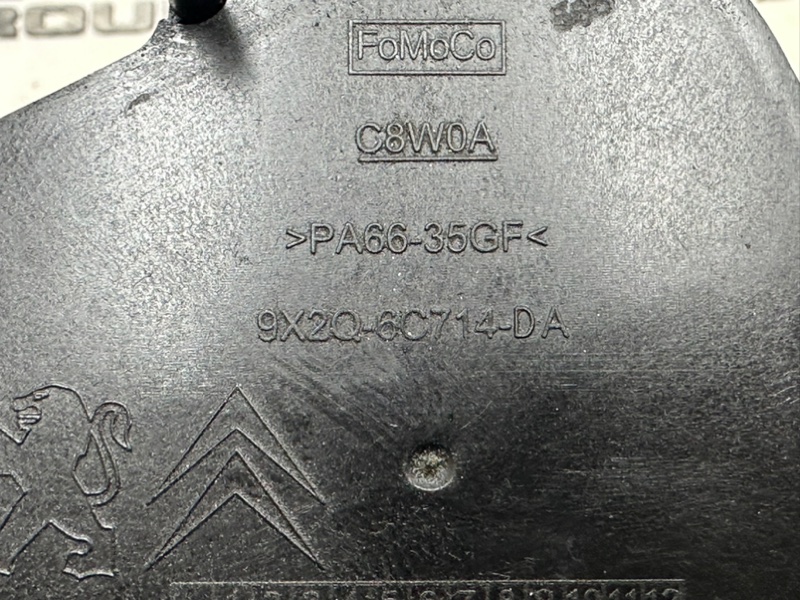 FoMoCo
C8W0A
>PA66-35GF<
9X2Q-6C714-DA